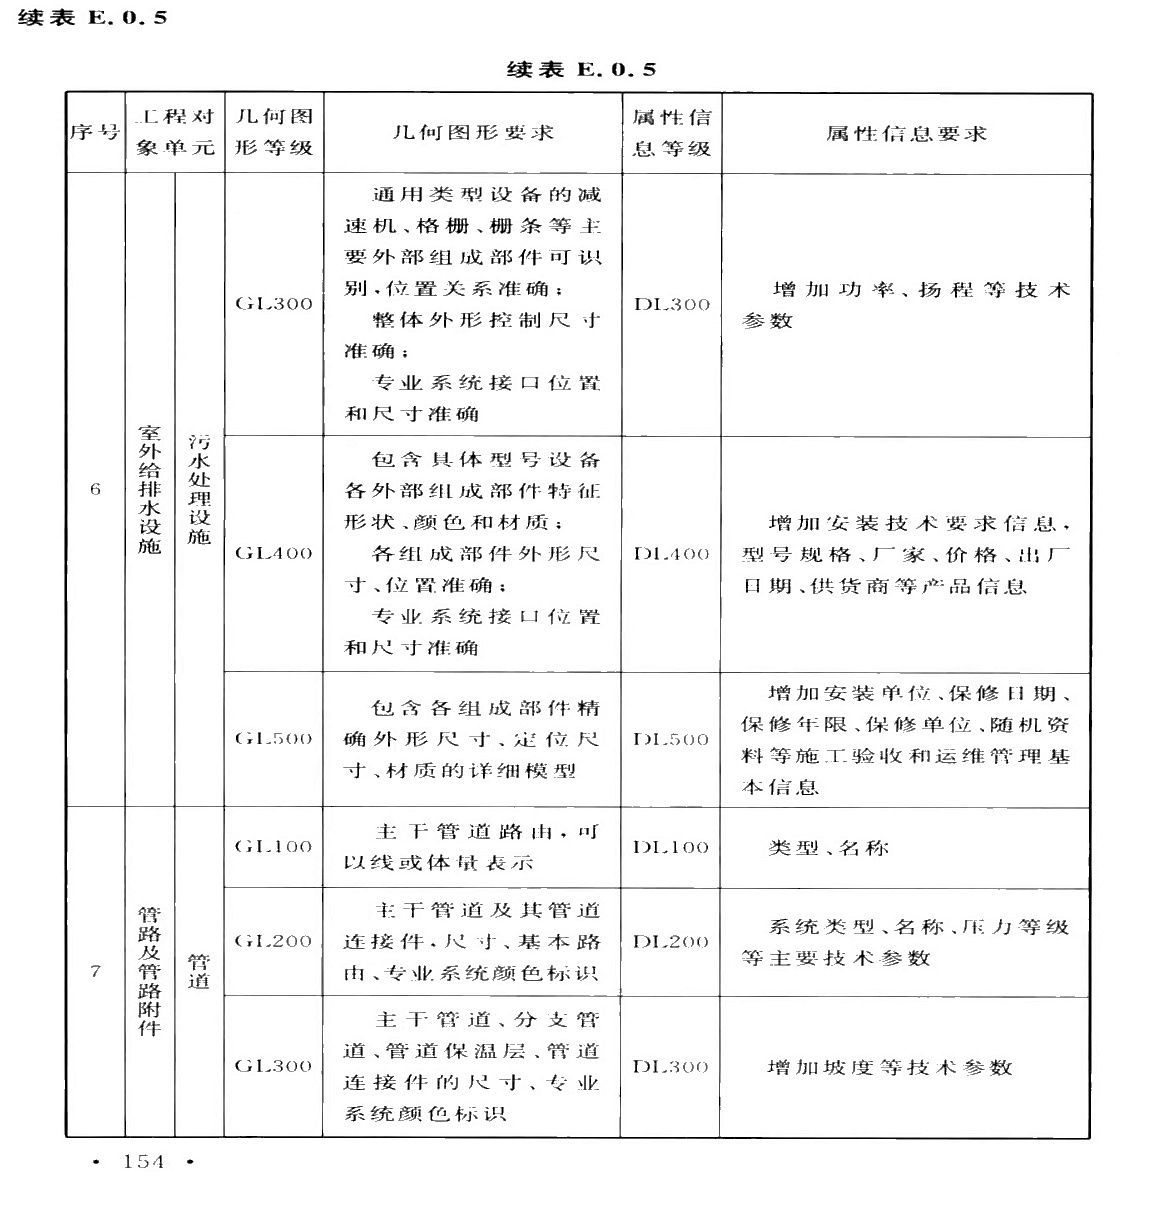 续表 E.0.5
续表 E.0.5
序号
工程对
象单元
几何图
形等级
几何图形要求
属性信
息等级
属性信息要求
6
室外给排水设施
污水处理设施
GL300
通用类型设备的减
速机、格栅、栅条等主
要外部组成部件可识
别,位置关系准确;
整体外形控制尺寸
准确;
专业系统接口位置
和尺寸准确
DL300
增加功率、扬程等技术
参数
GL400
包含具体型号设备
各外部组成部件特征
形状、颜色和材质;
各组成部件外形尺
寸、位置准确;
专业系统接口位置
和尺寸准确
DL400
增加安装技术要求信息,
型号规格、厂家、价格、出厂
日期、供货商等产品信息
GL500
包含各组成部件精
确外形尺寸、定位尺
寸、材质的详细模型
DL500
增加安装单位、保修日期、
保修年限、保修单位、随机资
料等施工验收和运维管理基
本信息
7
管路及管路附件
管道
GL100
主干管道路由,可
以线或体量表示
DL100
类型、名称
GL200
主干管道及其管道
连接件,尺寸、基本路
由、专业系统颜色标识
DL200
系统类型、名称、压力等级
等主要技术参数
GL300
主干管道、分支管
道、管道保温层、管道
连接件的尺寸、专业
系统颜色标识
DL300
增加坡度等技术参数
· 154 ·